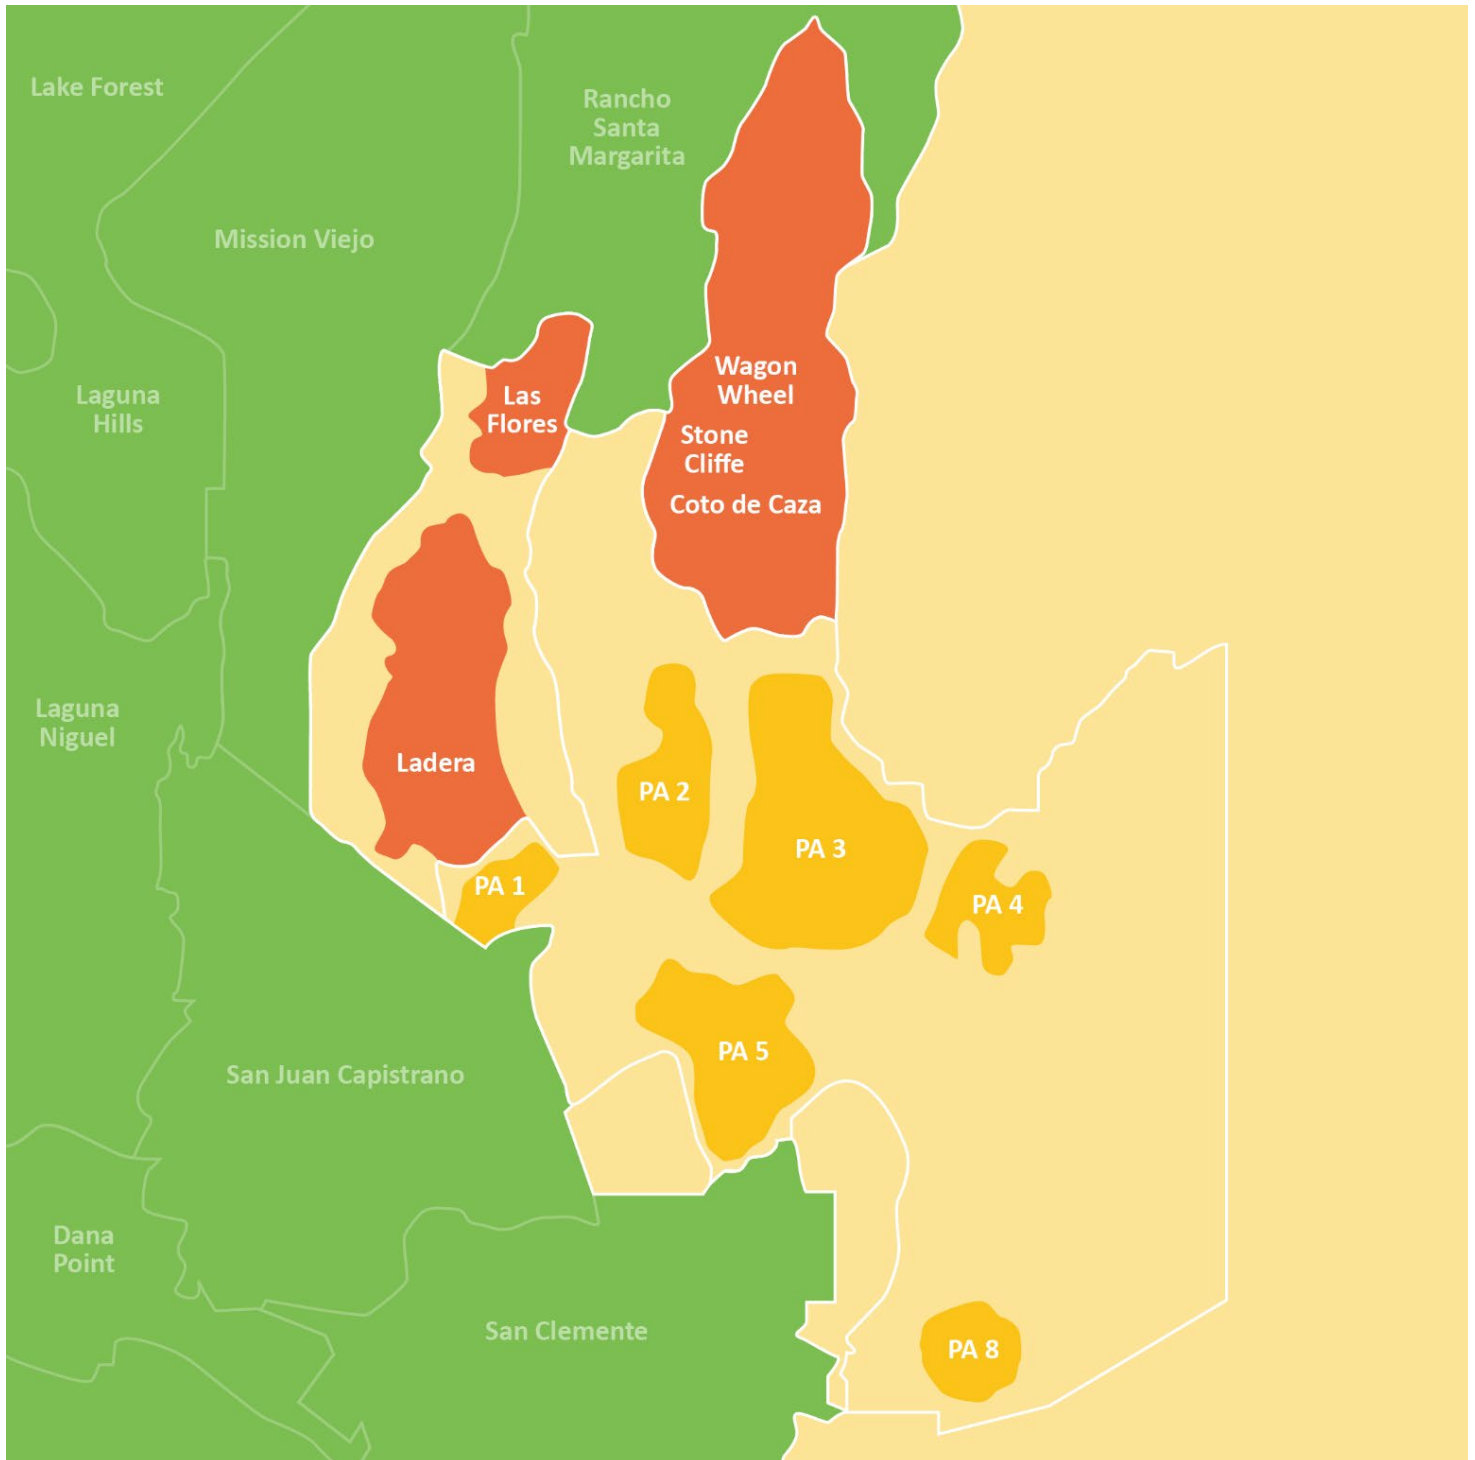 Lake Forest
Rancho
Santa
Margarita
Mission Viejo
Wagon
Wheel
Las
Flores
Laguna
Hills
Stone
Cliffe
Coto de Caza
Laguna
Niguel
Ladera
PA 2
PA 3
PA 1
PA 4
PA 5
San Juan Capistrano
Dana
Point
San Clemente
PA 8